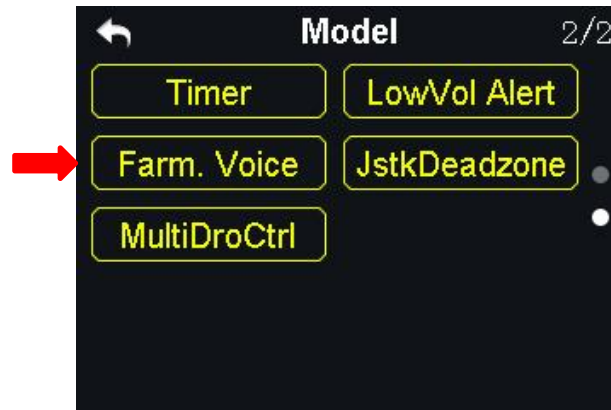 Model 2/2
Timer LowVol Alert
Farm. Voice JstkDeadzone
MultiDroCtrl